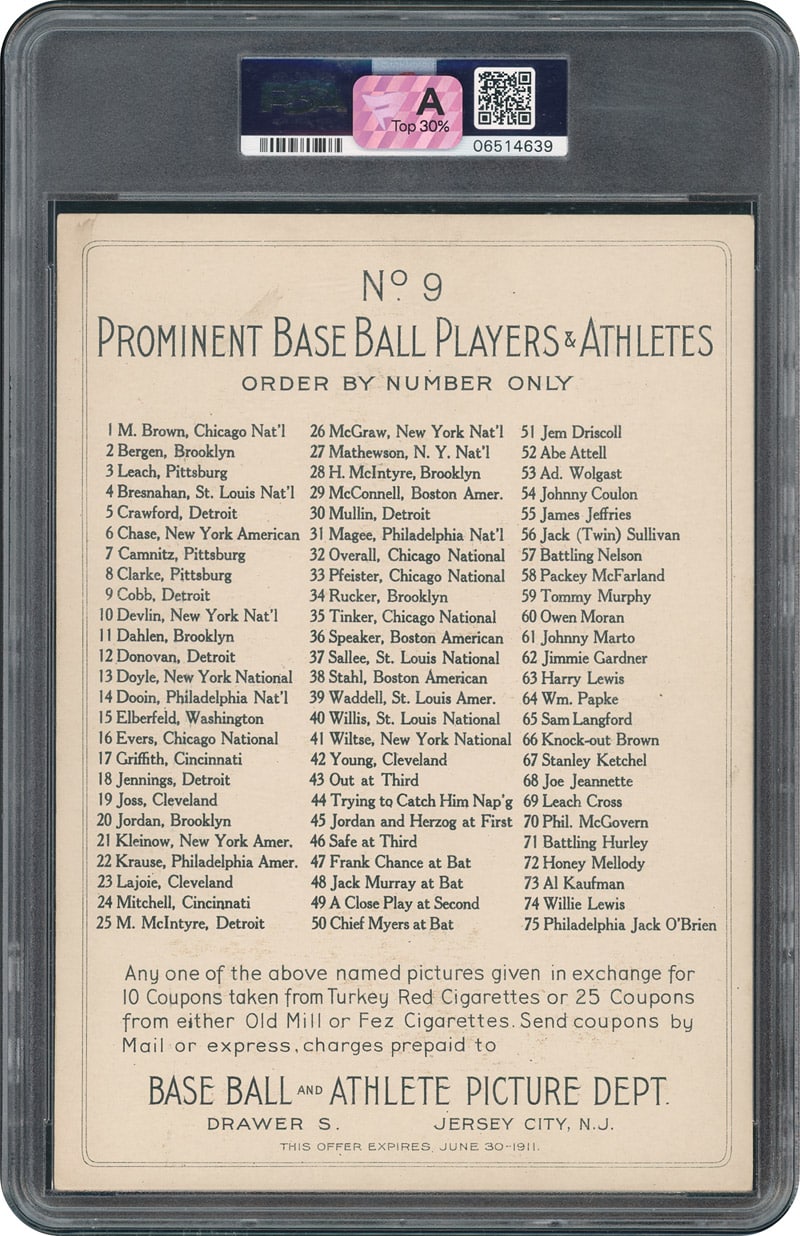 A
Top 30%
06514639
Nº 9
PROMINENT BASE BALL PLAYERS & ATHLETES
ORDER BY NUMBER ONLY
1 M. Brown, Chicago Nat'l
2 Bergen, Brooklyn
3 Leach, Pittsburg
4 Bresnahan, St. Louis Nat'l
5 Crawford, Detroit
6 Chase, New York American
7 Camnitz, Pittsburg
8 Clarke, Pittsburg
9 Cobb, Detroit
10 Devlin, New York Nat'l
11 Dahlen, Brooklyn
12 Donovan, Detroit
13 Doyle, New York National
14 Dooin, Philadelphia Nat'l
15 Elberfeld, Washington
16 Evers, Chicago National
17 Griffith, Cincinnati
18 Jennings, Detroit
19 Joss, Cleveland
20 Jordan, Brooklyn
21 Kleinow, New York Amer.
22 Krause, Philadelphia Amer.
23 Lajoie, Cleveland
24 Mitchell, Cincinnati
25 M. McIntyre, Detroit
26 McGraw, New York Nat'l
27 Mathewson, N. Y. Nat'l
28 H. McIntyre, Brooklyn
29 McConnell, Boston Amer.
30 Mullin, Detroit
31 Magee, Philadelphia Nat'l
32 Overall, Chicago National
33 Pfeister, Chicago National
34 Rucker, Brooklyn
35 Tinker, Chicago National
36 Speaker, Boston American
37 Sallee, St. Louis National
38 Stahl, Boston American
39 Waddell, St. Louis Amer.
40 Willis, St. Louis National
41 Wiltse, New York National
42 Young, Cleveland
43 Out at Third
44 Trying to Catch Him Nap'g
45 Jordan and Herzog at First
46 Safe at Third
47 Frank Chance at Bat
48 Jack Murray at Bat
49 A Close Play at Second
50 Chief Myers at Bat
51 Jem Driscoll
52 Abe Attell
53 Ad. Wolgast
54 Johnny Coulon
55 James Jeffries
56 Jack (Twin) Sullivan
57 Battling Nelson
58 Packey McFarland
59 Tommy Murphy
60 Owen Moran
61 Johnny Marto
62 Jimmie Gardner
63 Harry Lewis
64 Wm. Papke
65 Sam Langford
66 Knock-out Brown
67 Stanley Ketchel
68 Joe Jeannette
69 Leach Cross
70 Phil. McGovern
71 Battling Hurley
72 Honey Mellody
73 Al Kaufman
74 Willie Lewis
75 Philadelphia Jack O'Brien
Any one of the above named pictures given in exchange for
10 Coupons taken from Turkey Red Cigarettes or 25 Coupons
from either Old Mill or Fez Cigarettes. Send coupons by
Mail or express, charges prepaid to
BASE BALL AND ATHLETE PICTURE DEPT.
DRAWER S. JERSEY CITY, N.J.
THIS OFFER EXPIRES, JUNE 30-1911.